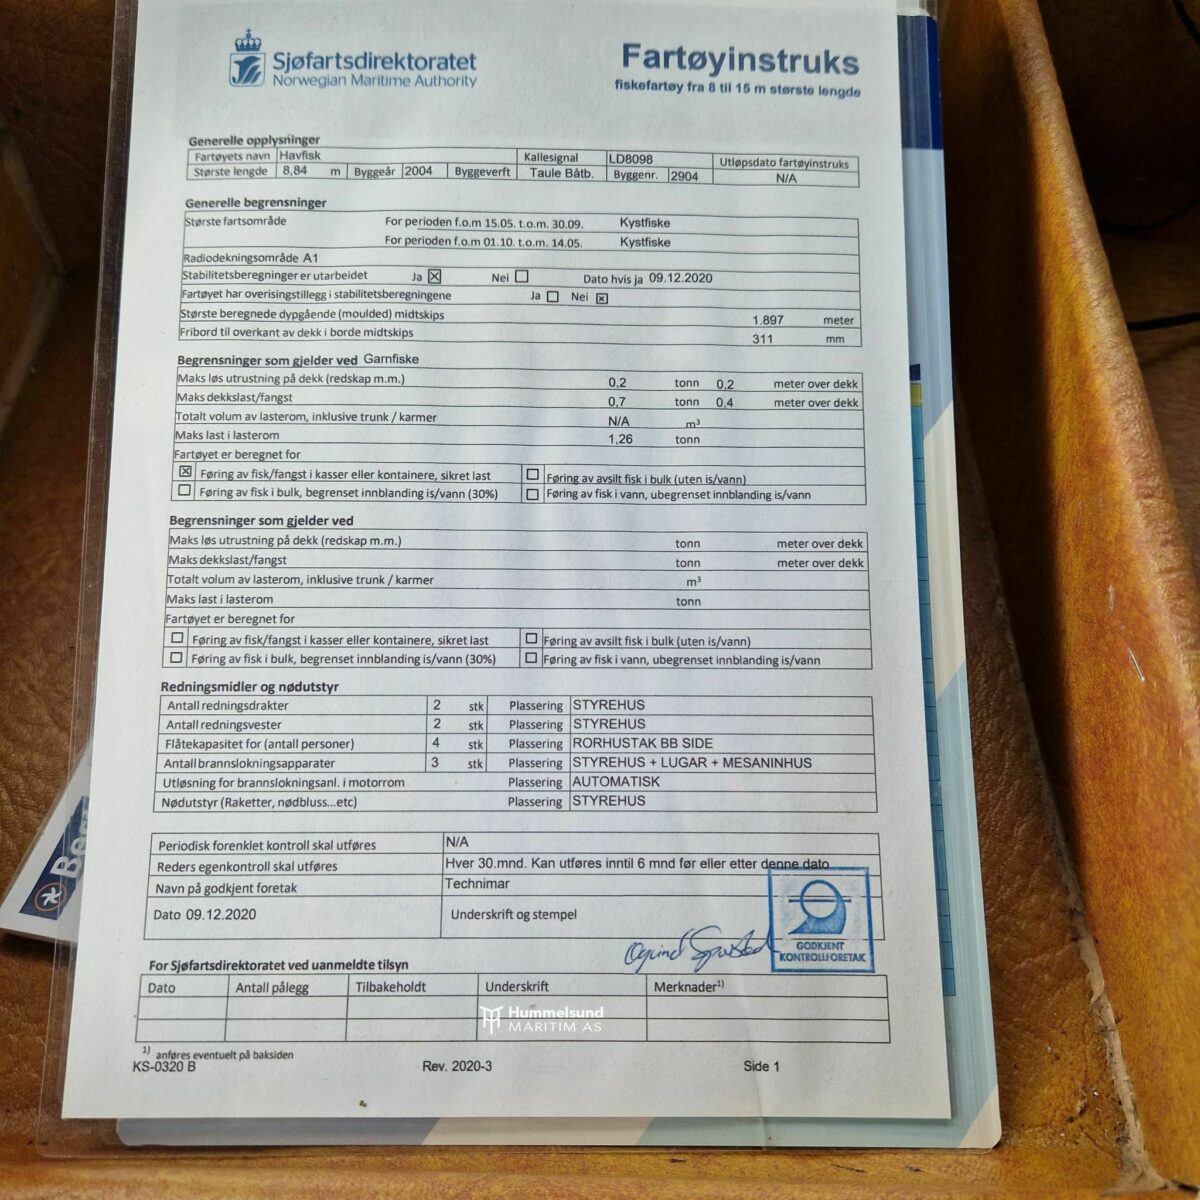 Sjøfartsdirektoratet
Norwegian Maritime Authority
Fartøyinstruks
fiskefartøy fra 8 til 15 m største lengde
Generelle opplysninger
Fartøyets navn Havfisk Kallesignal LD8098 Utløpsdato fartøyinstruks
Største lengde 8,84 m Byggeår 2004 Byggeverft Taule Båtb. Byggenr. 2904 N/A
Generelle begrensninger
Største fartsområde For perioden f.o.m 15.05. t.o.m. 30.09. Kystfiske
For perioden f.o.m 01.10. t.o.m. 14.05. Kystfiske
Radiodekningsområde A1
Stabilitetsberegninger er utarbeidet Ja ☒ Nei ☐ Dato hvis ja 09.12.2020
Fartøyet har overisingstillegg i stabilitetsberegningene Ja ☐ Nei ☒
Største beregnede dypgående (moulded) midtskips 1.897 meter
Fribord til overkant av dekk i borde midtskips 311 mm
Begrensninger som gjelder ved Garnfiske
Maks løs utrustning på dekk (redskap m.m.) 0,2 tonn 0,2 meter over dekk
Maks dekkslast/fangst 0,7 tonn 0,4 meter over dekk
Totalt volum av lasterom, inklusive trunk / karmer N/A m³
Maks last i lasterom 1,26 tonn
Fartøyet er beregnet for
☒ Føring av fisk/fangst i kasser eller kontainere, sikret last ☐ Føring av avsilt fisk i bulk (uten is/vann)
☐ Føring av fisk i bulk, begrenset innblanding is/vann (30%) ☐ Føring av fisk i vann, ubegrenset innblanding is/vann
Begrensninger som gjelder ved
Maks løs utrustning på dekk (redskap m.m.) tonn meter over dekk
Maks dekkslast/fangst tonn meter over dekk
Totalt volum av lasterom, inklusive trunk / karmer m³
Maks last i lasterom tonn
Fartøyet er beregnet for
☐ Føring av fisk/fangst i kasser eller kontainere, sikret last ☐ Føring av avsilt fisk i bulk (uten is/vann)
☐ Føring av fisk i bulk, begrenset innblanding is/vann (30%) ☐ Føring av fisk i vann, ubegrenset innblanding is/vann
Redningsmidler og nødutstyr
Antall redningsdrakter 2 stk Plassering STYREHUS
Antall redningsvester 2 stk Plassering STYREHUS
Flåtekapasitet for (antall personer) 4 stk Plassering RORHUSTAK BB SIDE
Antall brannslokningsapparater 3 stk Plassering STYREHUS + LUGAR + MESANINHUS
Utløsning for brannslokningsanl. i motorrom Plassering AUTOMATISK
Nødutstyr (Raketter, nødbluss...etc) Plassering STYREHUS
Periodisk forenklet kontroll skal utføres N/A
Reders egenkontroll skal utføres Hver 30.mnd. Kan utføres inntil 6 mnd før eller etter denne dato
Navn på godkjent foretak Technimar
Dato 09.12.2020 Underskrift og stempel
GODKJENT
KONTROLLFORETAK
For Sjøfartsdirektoratet ved uanmeldte tilsyn
Dato Antall pålegg Tilbakeholdt Underskrift Merknader¹⁾
Hummelsund
MARITIM AS
¹⁾ anføres eventuelt på baksiden
KS-0320 B Rev. 2020-3 Side 1